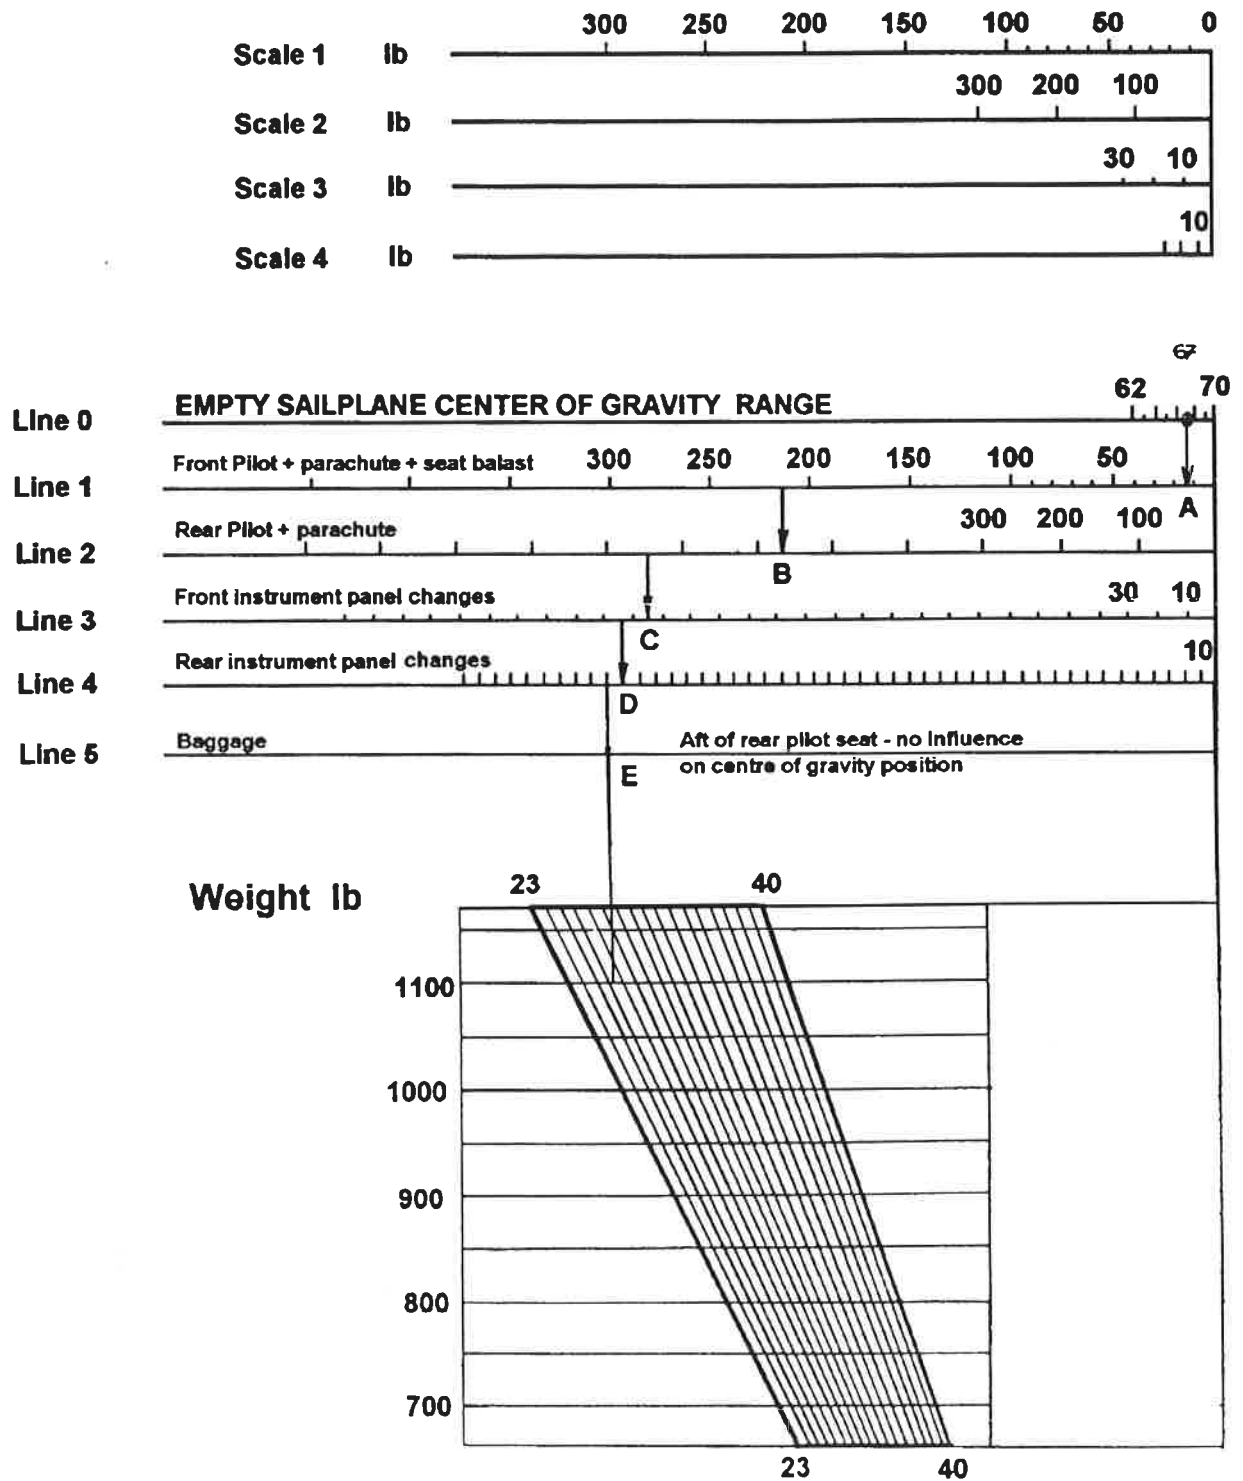 300 250 200 150 100 50 0
Scale 1 lb
300 200 100
Scale 2 lb
30 10
Scale 3 lb
10
Scale 4 lb
67
62 70
Line 0 EMPTY SAILPLANE CENTER OF GRAVITY RANGE
Front Pilot + parachute + seat balast 300 250 200 150 100 50
Line 1
A
Rear Pilot + parachute 300 200 100
Line 2
B
Front instrument panel changes 30 10
Line 3
C
Rear instrument panel changes 10
Line 4
D
Baggage Aft of rear pilot seat - no influence
Line 5
on centre of gravity position
E
Weight lb
23 40
1100
1000
900
800
700
23 40